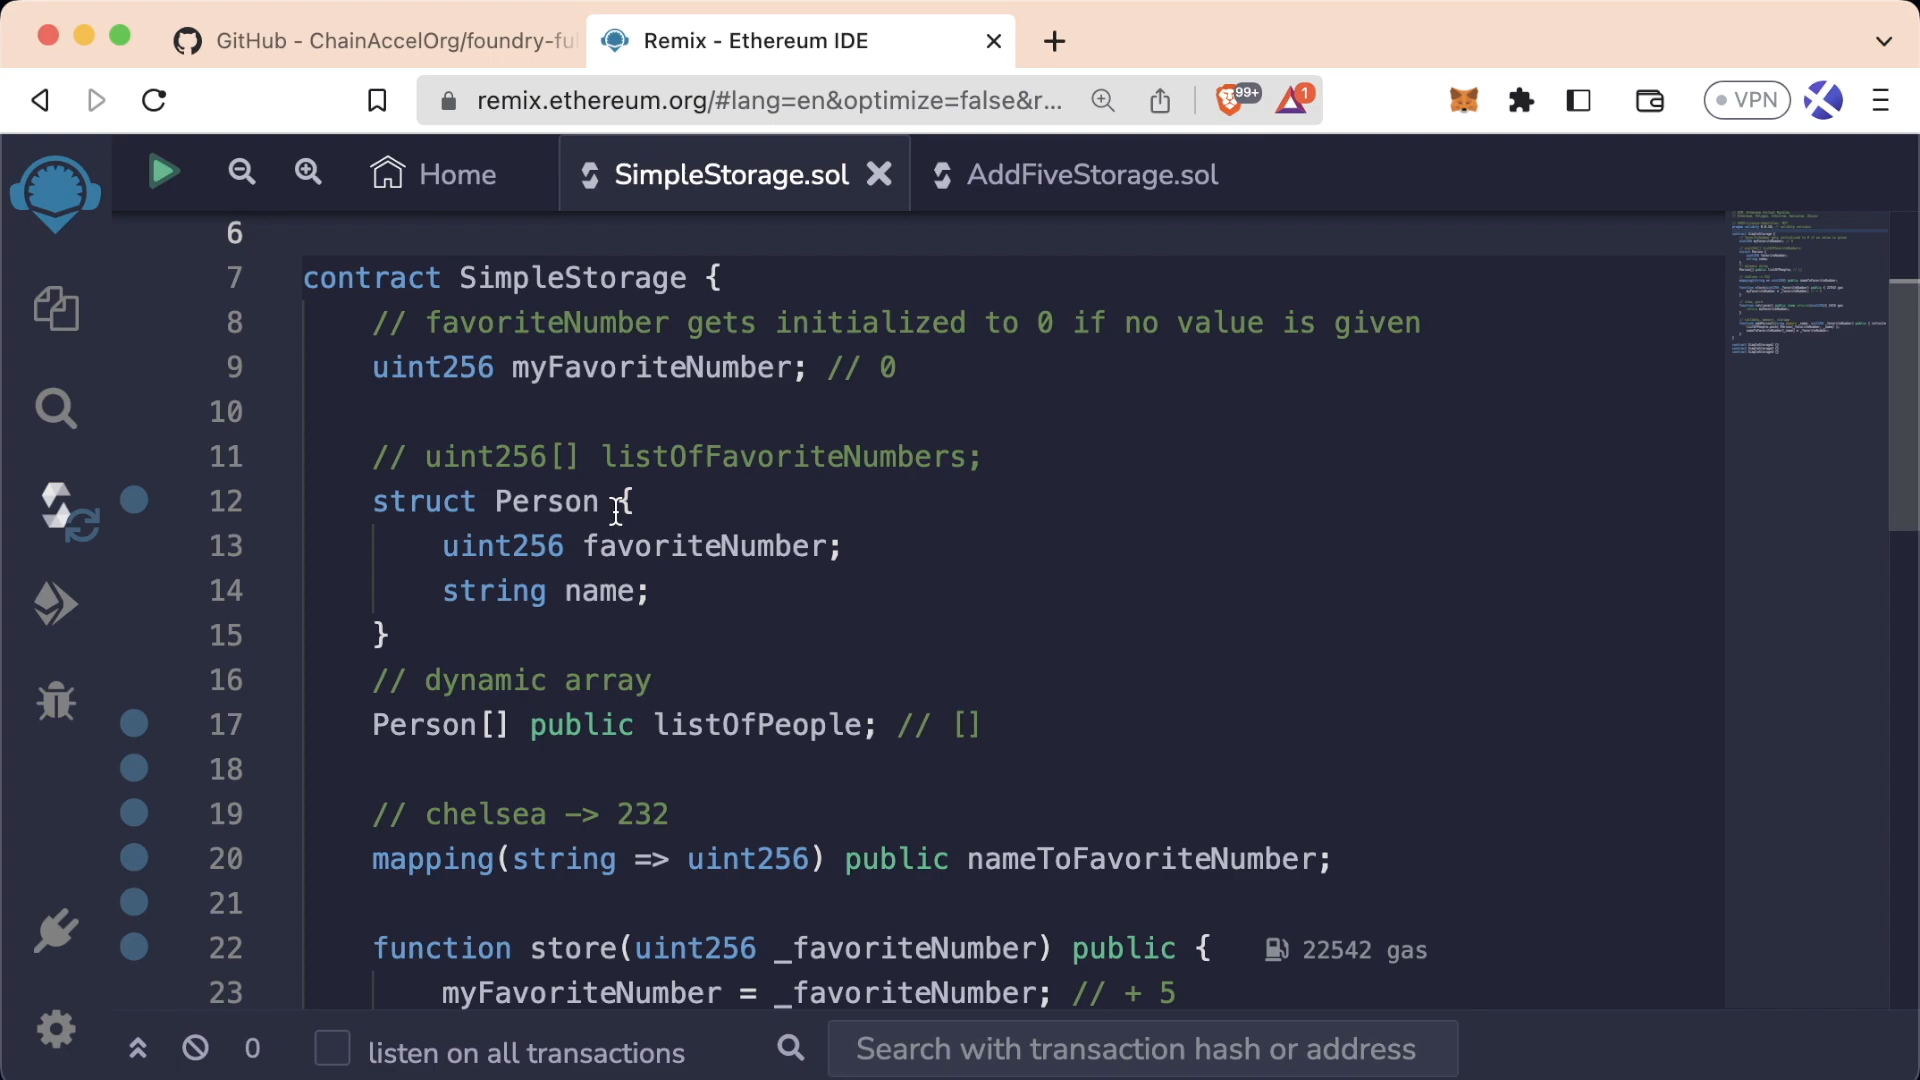 GitHub - ChainAccelOrg/foundry-ful
Remix - Ethereum IDE
remix.ethereum.org/#lang=en&optimize=false&r...
99+
1
VPN
Home
SimpleStorage.sol
AddFiveStorage.sol
6
7 contract SimpleStorage {
8 // favoriteNumber gets initialized to 0 if no value is given
9 uint256 myFavoriteNumber; // 0
10
11 // uint256[] listOfFavoriteNumbers;
12 struct Person {
13 uint256 favoriteNumber;
14 string name;
15 }
16 // dynamic array
17 Person[] public listOfPeople; // []
18
19 // chelsea -> 232
20 mapping(string => uint256) public nameToFavoriteNumber;
21
22 function store(uint256 _favoriteNumber) public { 22542 gas
23 myFavoriteNumber = _favoriteNumber; // + 5
0
listen on all transactions
Search with transaction hash or address